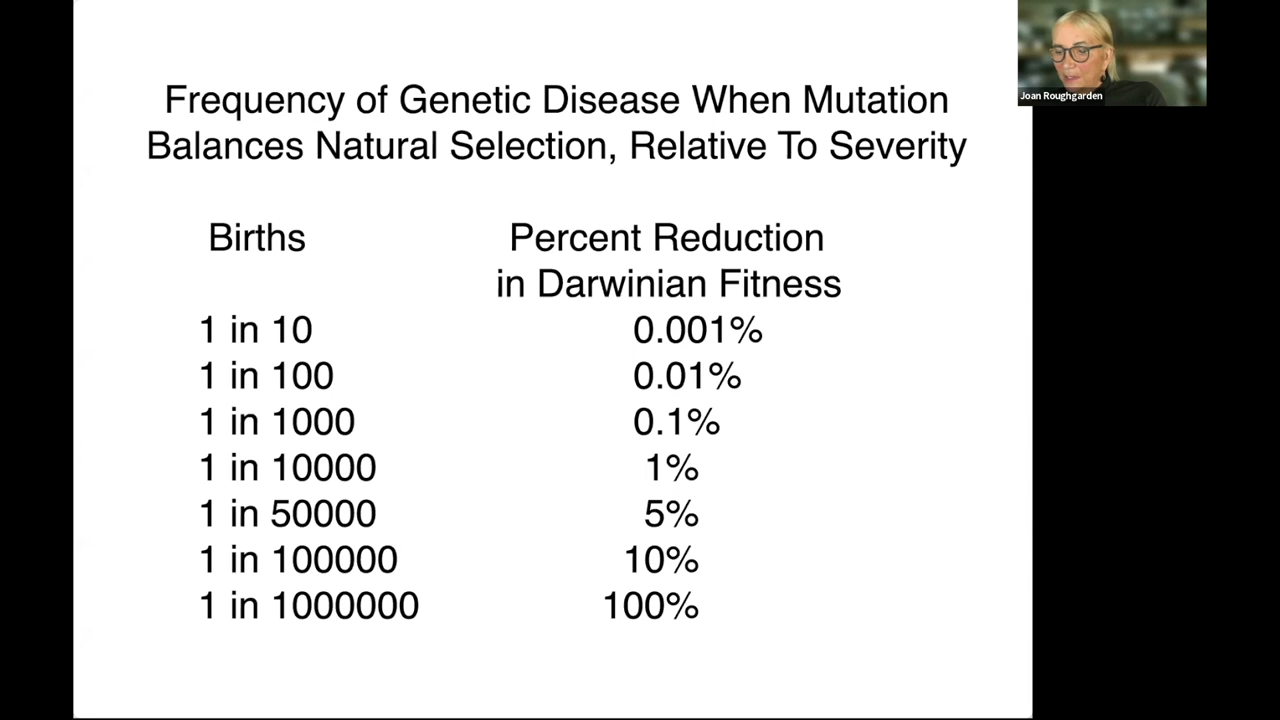 Frequency of Genetic Disease When Mutation
Balances Natural Selection, Relative To Severity
Births Percent Reduction
in Darwinian Fitness
1 in 10 0.001%
1 in 100 0.01%
1 in 1000 0.1%
1 in 10000 1%
1 in 50000 5%
1 in 100000 10%
1 in 1000000 100%
Joan Roughgarden